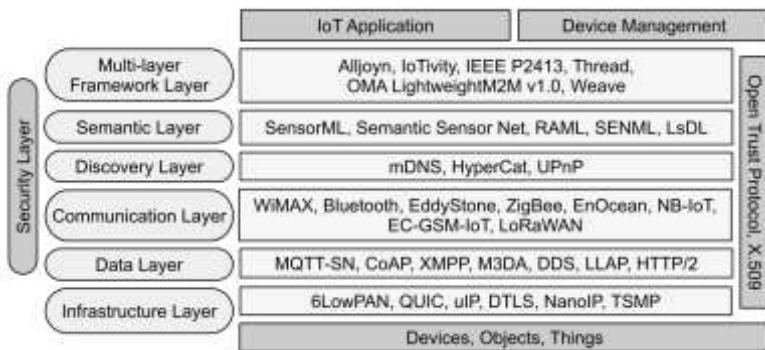 IoT Application
Device Management
Multi-layer
Framework Layer
Alljoyn, IoTivity, IEEE P2413, Thread,
OMA LightweightM2M v1.0, Weave
Semantic Layer
SensorML, Semantic Sensor Net, RAML, SENML, LsDL
Discovery Layer
mDNS, HyperCat, UPnP
Communication Layer
WiMAX, Bluetooth, EddyStone, ZigBee, EnOcean, NB-IoT,
EC-GSM-IoT, LoRaWAN
Data Layer
MQTT-SN, CoAP, XMPP, M3DA, DDS, LLAP, HTTP/2
Infrastructure Layer
6LowPAN, QUIC, uIP, DTLS, NanoIP, TSMP
Devices, Objects, Things
Security Layer
Open Trust Protocol, X.509